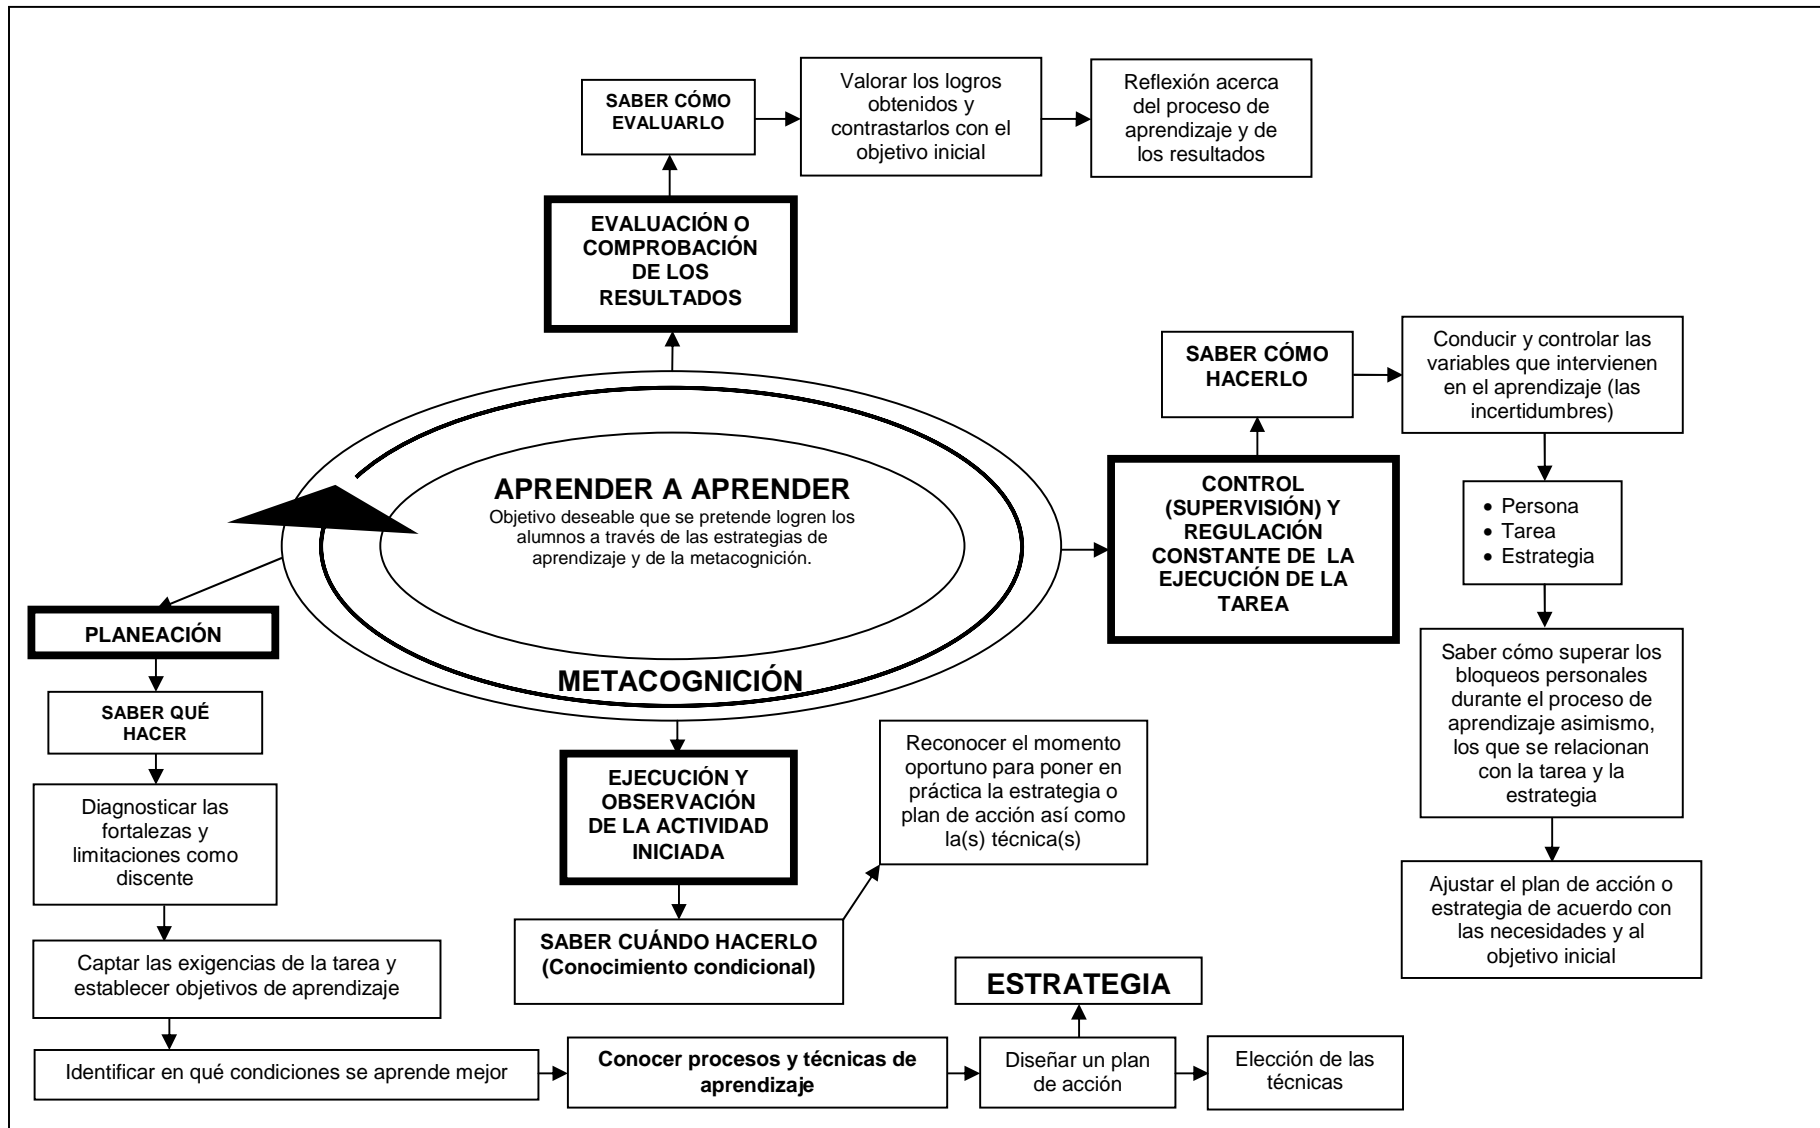 SABER CÓMO
EVALUARLO
Valorar los logros
obtenidos y
contrastarlos con el
objetivo inicial
Reflexión acerca
del proceso de
aprendizaje y de
los resultados
EVALUACIÓN O
COMPROBACIÓN
DE LOS
RESULTADOS
SABER CÓMO
HACERLO
Conducir y controlar las
variables que intervienen
en el aprendizaje (las
incertidumbres)
APRENDER A APRENDER
Objetivo deseable que se pretende logren los
alumnos a través de las estrategias de
aprendizaje y de la metacognición.
METACOGNICIÓN
CONTROL
(SUPERVISIÓN) Y
REGULACIÓN
CONSTANTE DE LA
EJECUCIÓN DE LA
TAREA
• Persona
• Tarea
• Estrategia
Saber cómo superar los
bloqueos personales
durante el proceso de
aprendizaje asimismo,
los que se relacionan
con la tarea y la
estrategia
Ajustar el plan de acción o
estrategia de acuerdo con
las necesidades y al
objetivo inicial
PLANEACIÓN
SABER QUÉ
HACER
Diagnosticar las
fortalezas y
limitaciones como
discente
Captar las exigencias de la tarea y
establecer objetivos de aprendizaje
EJECUCIÓN Y
OBSERVACIÓN
DE LA ACTIVIDAD
INICIADA
Reconocer el momento
oportuno para poner en
práctica la estrategia o
plan de acción así como
la(s) técnica(s)
SABER CUÁNDO HACERLO
(Conocimiento condicional)
ESTRATEGIA
Identificar en qué condiciones se aprende mejor
Conocer procesos y técnicas de
aprendizaje
Diseñar un plan
de acción
Elección de las
técnicas